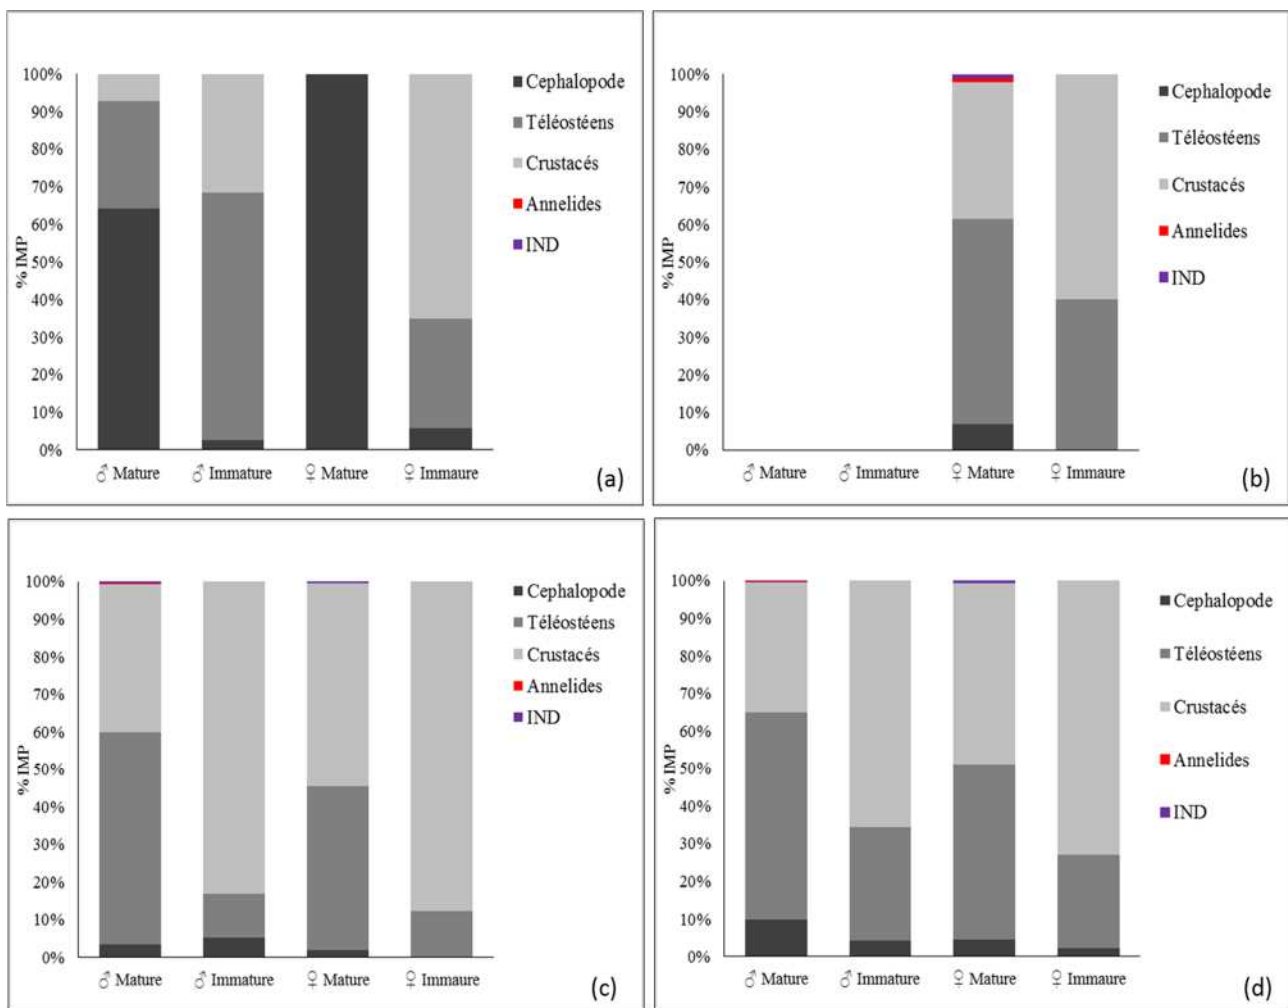 100%
90%
80%
70%
60%
50%
40%
30%
20%
10%
0%
% IMP
♂ Mature
♂ Immature
♀ Mature
♀ Immaure
Cephalopode
Téléostéens
Crustacés
Annelides
IND
(a)
100%
90%
80%
70%
60%
50%
40%
30%
20%
10%
0%
% IMP
♂ Mature
♂ Immature
♀ Mature
♀ Immaure
Cephalopode
Téléostéens
Crustacés
Annelides
IND
(b)
100%
90%
80%
70%
60%
50%
40%
30%
20%
10%
0%
% IMP
♂ Mature
♂ Immature
♀ Mature
♀ Immaure
Cephalopode
Téléostéens
Crustacés
Annelides
IND
(c)
100%
90%
80%
70%
60%
50%
40%
30%
20%
10%
0%
% IMP
♂ Mature
♂ Immature
♀ Mature
♀ Immaure
Cephalopode
Téléostéens
Crustacés
Annelides
IND
(d)